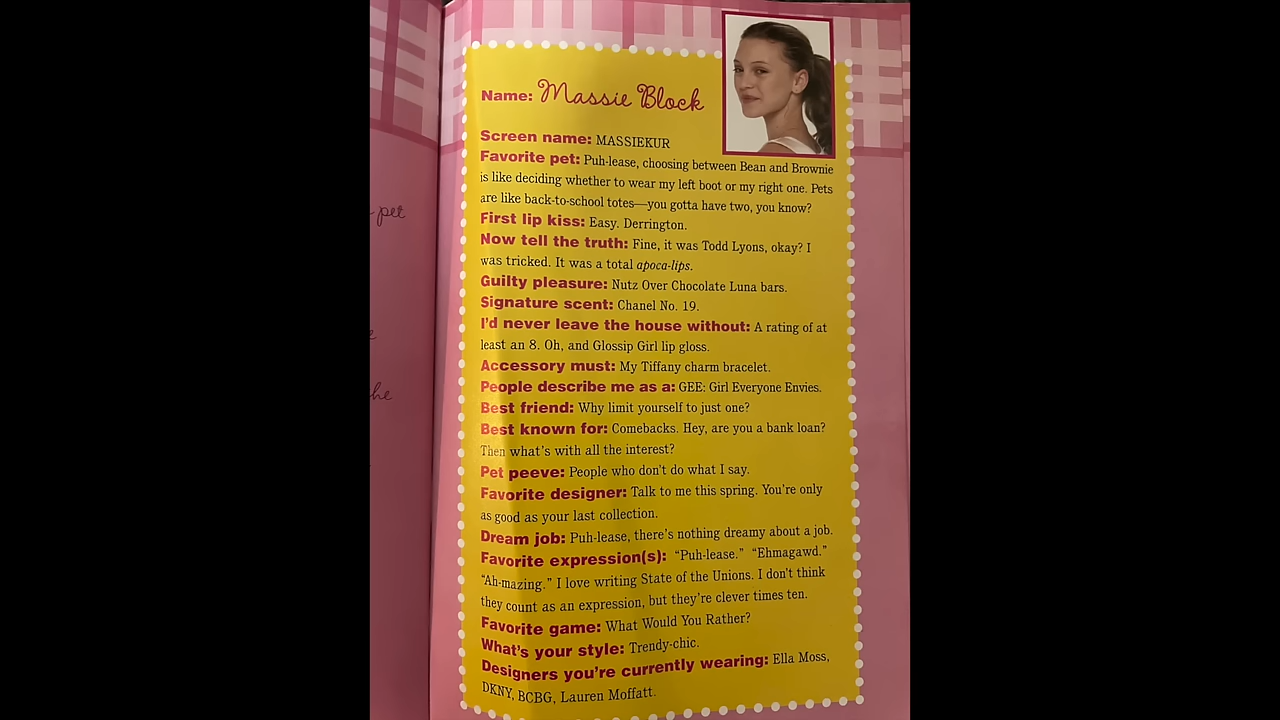 Name: Massie Block
Screen name: MASSIEKUR
Favorite pet: Puh-lease, choosing between Bean and Brownie
is like deciding whether to wear my left boot or my right one. Pets
are like back-to-school totes—you gotta have two, you know?
First lip kiss: Easy. Derrington.
Now tell the truth: Fine, it was Todd Lyons, okay? I
was tricked. It was a total apoca-lips.
Guilty pleasure: Nutz Over Chocolate Luna bars.
Signature scent: Chanel No. 19.
I'd never leave the house without: A rating of at
least an 8. Oh, and Glossip Girl lip gloss.
Accessory must: My Tiffany charm bracelet.
People describe me as a: GEE: Girl Everyone Envies.
Best friend: Why limit yourself to just one?
Best known for: Comebacks. Hey, are you a bank loan?
Then what's with all the interest?
Pet peeve: People who don't do what I say.
Favorite designer: Talk to me this spring. You're only
as good as your last collection.
Dream job: Puh-lease, there's nothing dreamy about a job.
Favorite expression(s): "Puh-lease." "Ehmagawd."
"Ah-mazing." I love writing State of the Unions. I don't think
they count as an expression, but they're clever times ten.
Favorite game: What Would You Rather?
What's your style: Trendy-chic.
Designers you're currently wearing: Ella Moss,
DKNY, BCBG, Lauren Moffatt.
pet